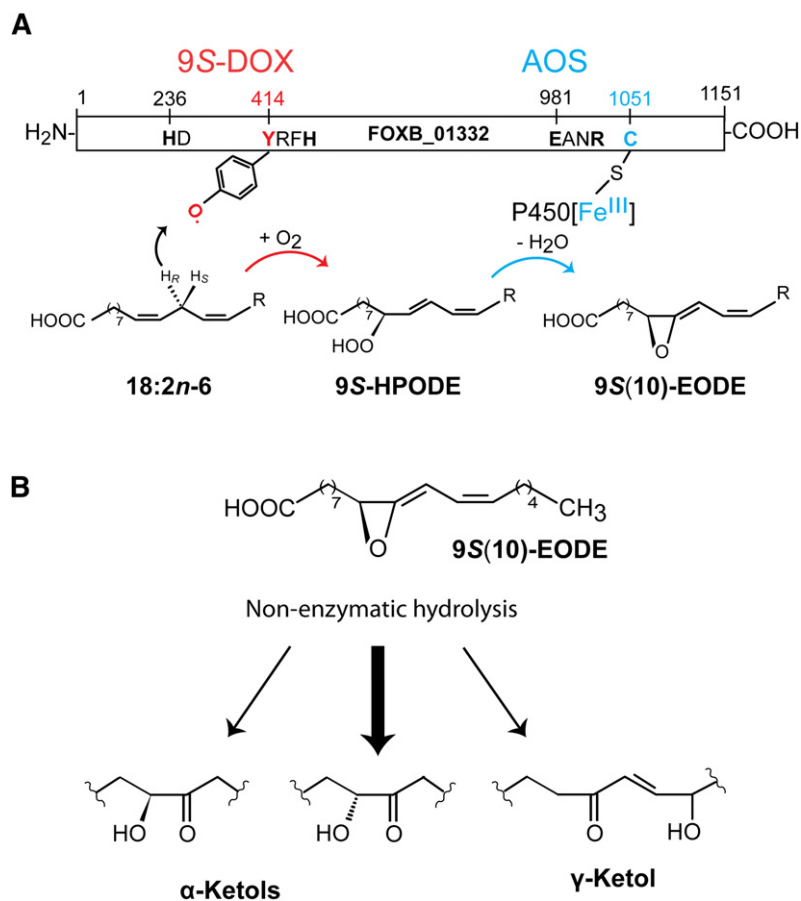 A
9S-DOX AOS
1 236 414 981 1051 1151
H₂N- HD YRFH FOXB_01332 EANR C -COOH
S
O·
P450[Feᴵᴵᴵ]
+ O₂ - H₂O
H_R H_S
HOOC ( )₇ R HOOC ( )₇ HOO R HOOC ( )₇ O R
18:2n-6 9S-HPODE 9S(10)-EODE
B
HOOC ( )₇ O ( )₄ CH3
9S(10)-EODE
Non-enzymatic hydrolysis
HO O HO O O HO
α-Ketols γ-Ketol